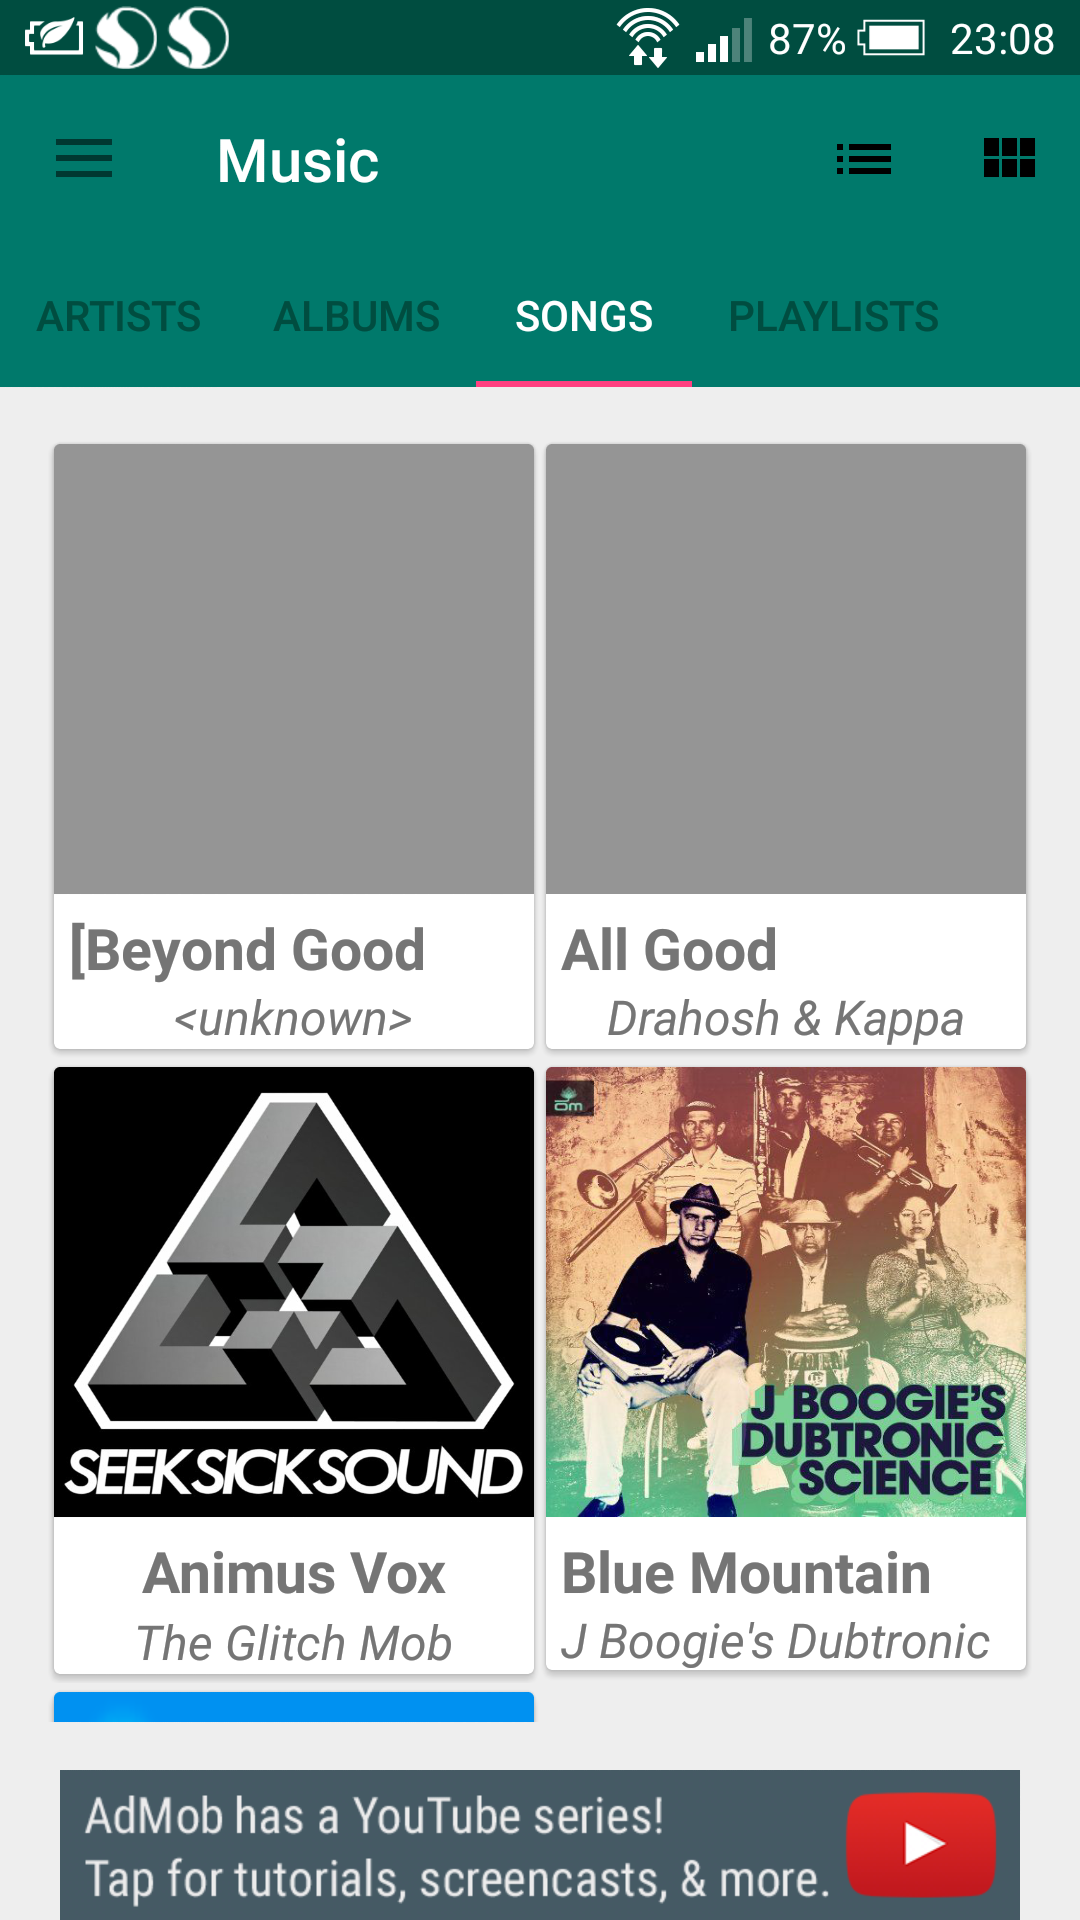 87% 23:08
Music
ARTISTS ALBUMS SONGS PLAYLISTS
[Beyond Good
<unknown>
All Good
Drahosh & Kappa
SEEKSICKSOUND
Animus Vox
The Glitch Mob
om
J BOOGIE'S
DUBTRONIC
SCIENCE
Blue Mountain
J Boogie's Dubtronic
AdMob has a YouTube series!
Tap for tutorials, screencasts, & more.